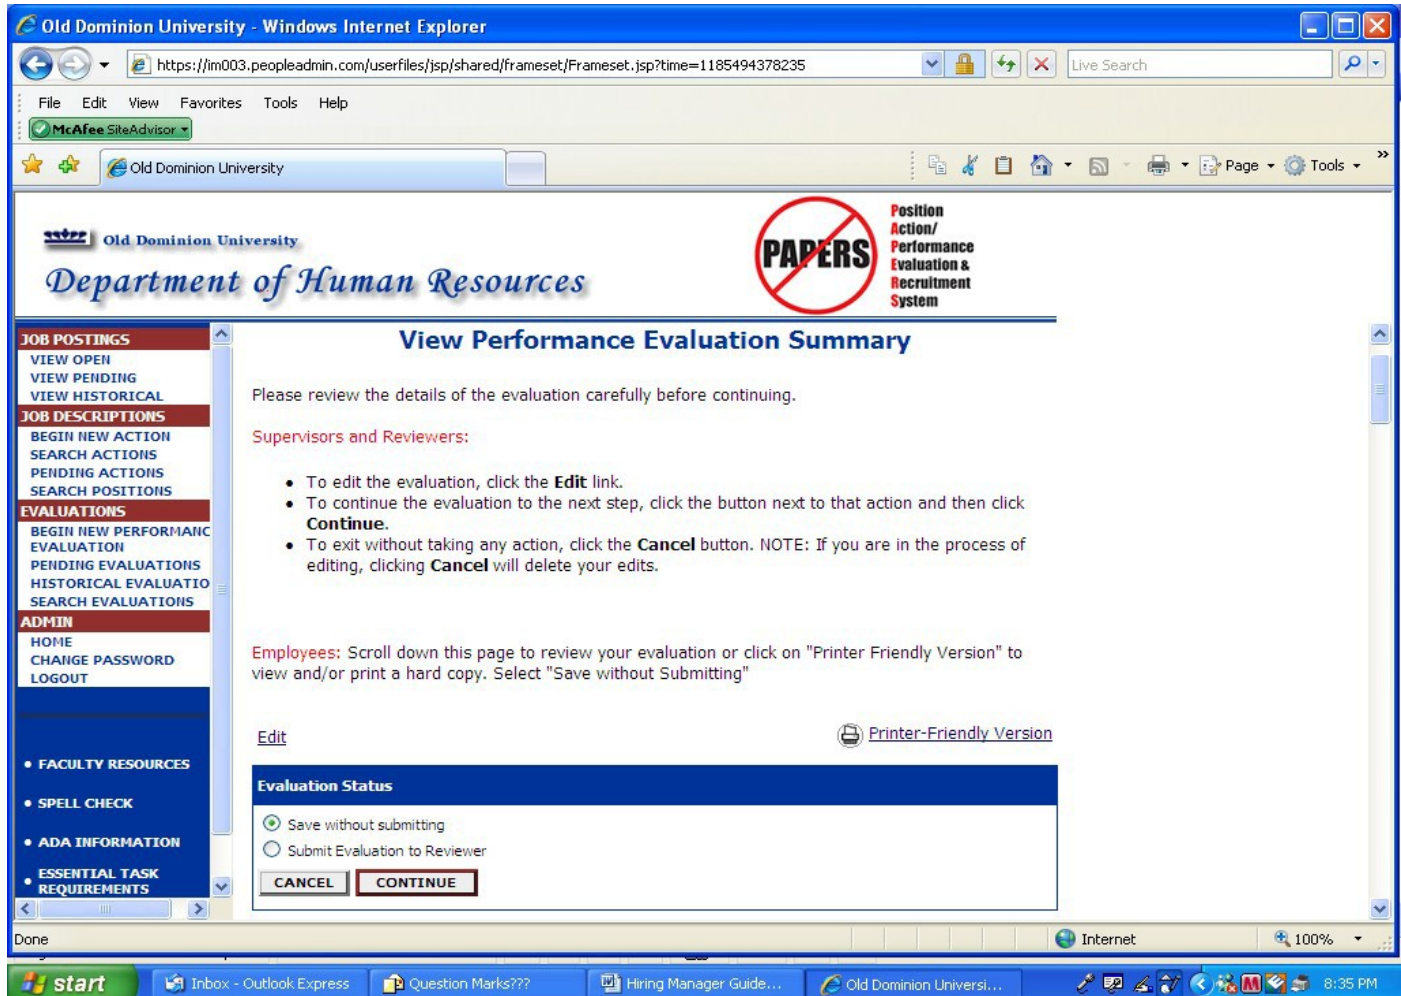 Old Dominion University - Windows Internet Explorer
https://im003.peopleadmin.com/userfiles/jsp/shared/frameset/Frameset.jsp?time=1185494378235
Live Search
File Edit View Favorites Tools Help
McAfee SiteAdvisor
Old Dominion University
Page Tools »
Old Dominion University
Department of Human Resources
PAPERS
Position
Action/
Performance
Evaluation &
Recruitment
System
JOB POSTINGS
VIEW OPEN
VIEW PENDING
VIEW HISTORICAL
JOB DESCRIPTIONS
BEGIN NEW ACTION
SEARCH ACTIONS
PENDING ACTIONS
SEARCH POSITIONS
EVALUATIONS
BEGIN NEW PERFORMANC
EVALUATION
PENDING EVALUATIONS
HISTORICAL EVALUATIO
SEARCH EVALUATIONS
ADMIN
HOME
CHANGE PASSWORD
LOGOUT
• FACULTY RESOURCES
• SPELL CHECK
• ADA INFORMATION
• ESSENTIAL TASK
REQUIREMENTS
View Performance Evaluation Summary
Please review the details of the evaluation carefully before continuing.
Supervisors and Reviewers:
• To edit the evaluation, click the Edit link.
• To continue the evaluation to the next step, click the button next to that action and then click
Continue.
• To exit without taking any action, click the Cancel button. NOTE: If you are in the process of
editing, clicking Cancel will delete your edits.
Employees: Scroll down this page to review your evaluation or click on "Printer Friendly Version" to
view and/or print a hard copy. Select "Save without Submitting"
Edit
Printer-Friendly Version
Evaluation Status
Save without submitting
Submit Evaluation to Reviewer
CANCEL CONTINUE
Done
Internet
100%
start
Inbox - Outlook Express
Question Marks???
Hiring Manager Guide...
Old Dominion Universi...
8:35 PM